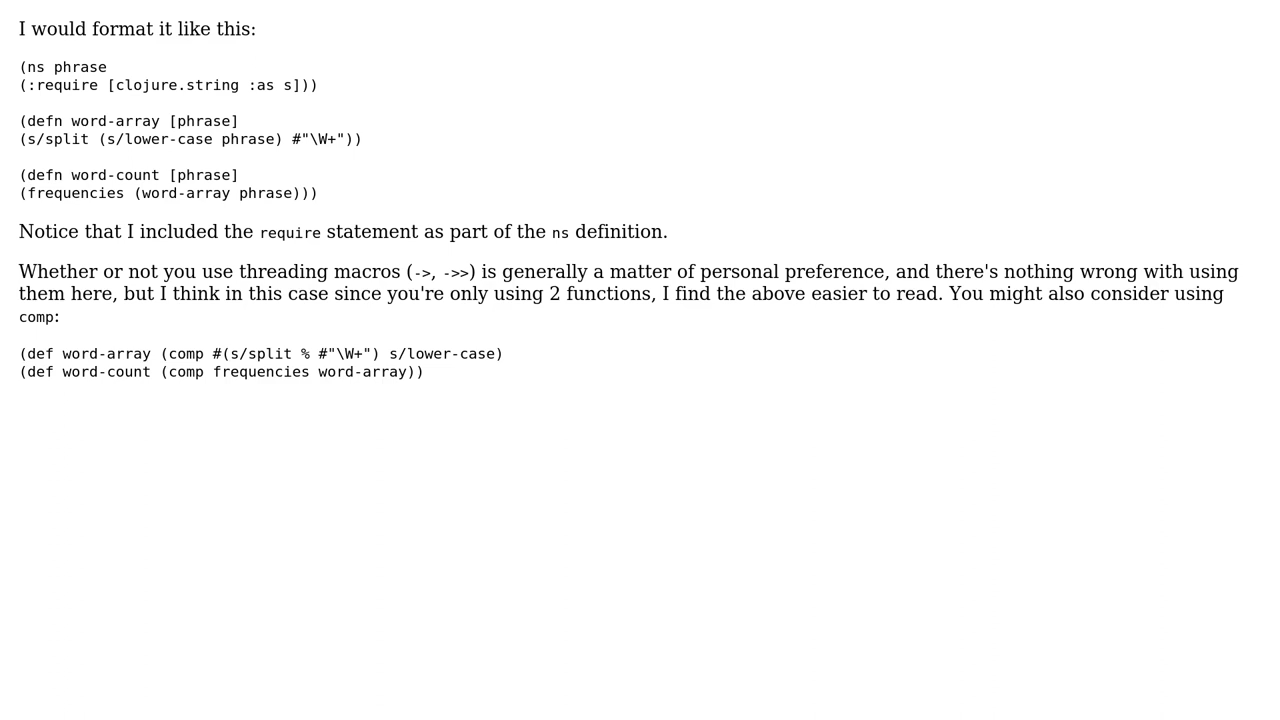 I would format it like this:
(ns phrase
(:require [clojure.string :as s]))
(defn word-array [phrase]
(s/split (s/lower-case phrase) #"\W+"))
(defn word-count [phrase]
(frequencies (word-array phrase)))
Notice that I included the require statement as part of the ns definition.
Whether or not you use threading macros (->, ->>) is generally a matter of personal preference, and there's nothing wrong with using
them here, but I think in this case since you're only using 2 functions, I find the above easier to read. You might also consider using
comp:
(def word-array (comp #(s/split % #"\W+") s/lower-case)
(def word-count (comp frequencies word-array))